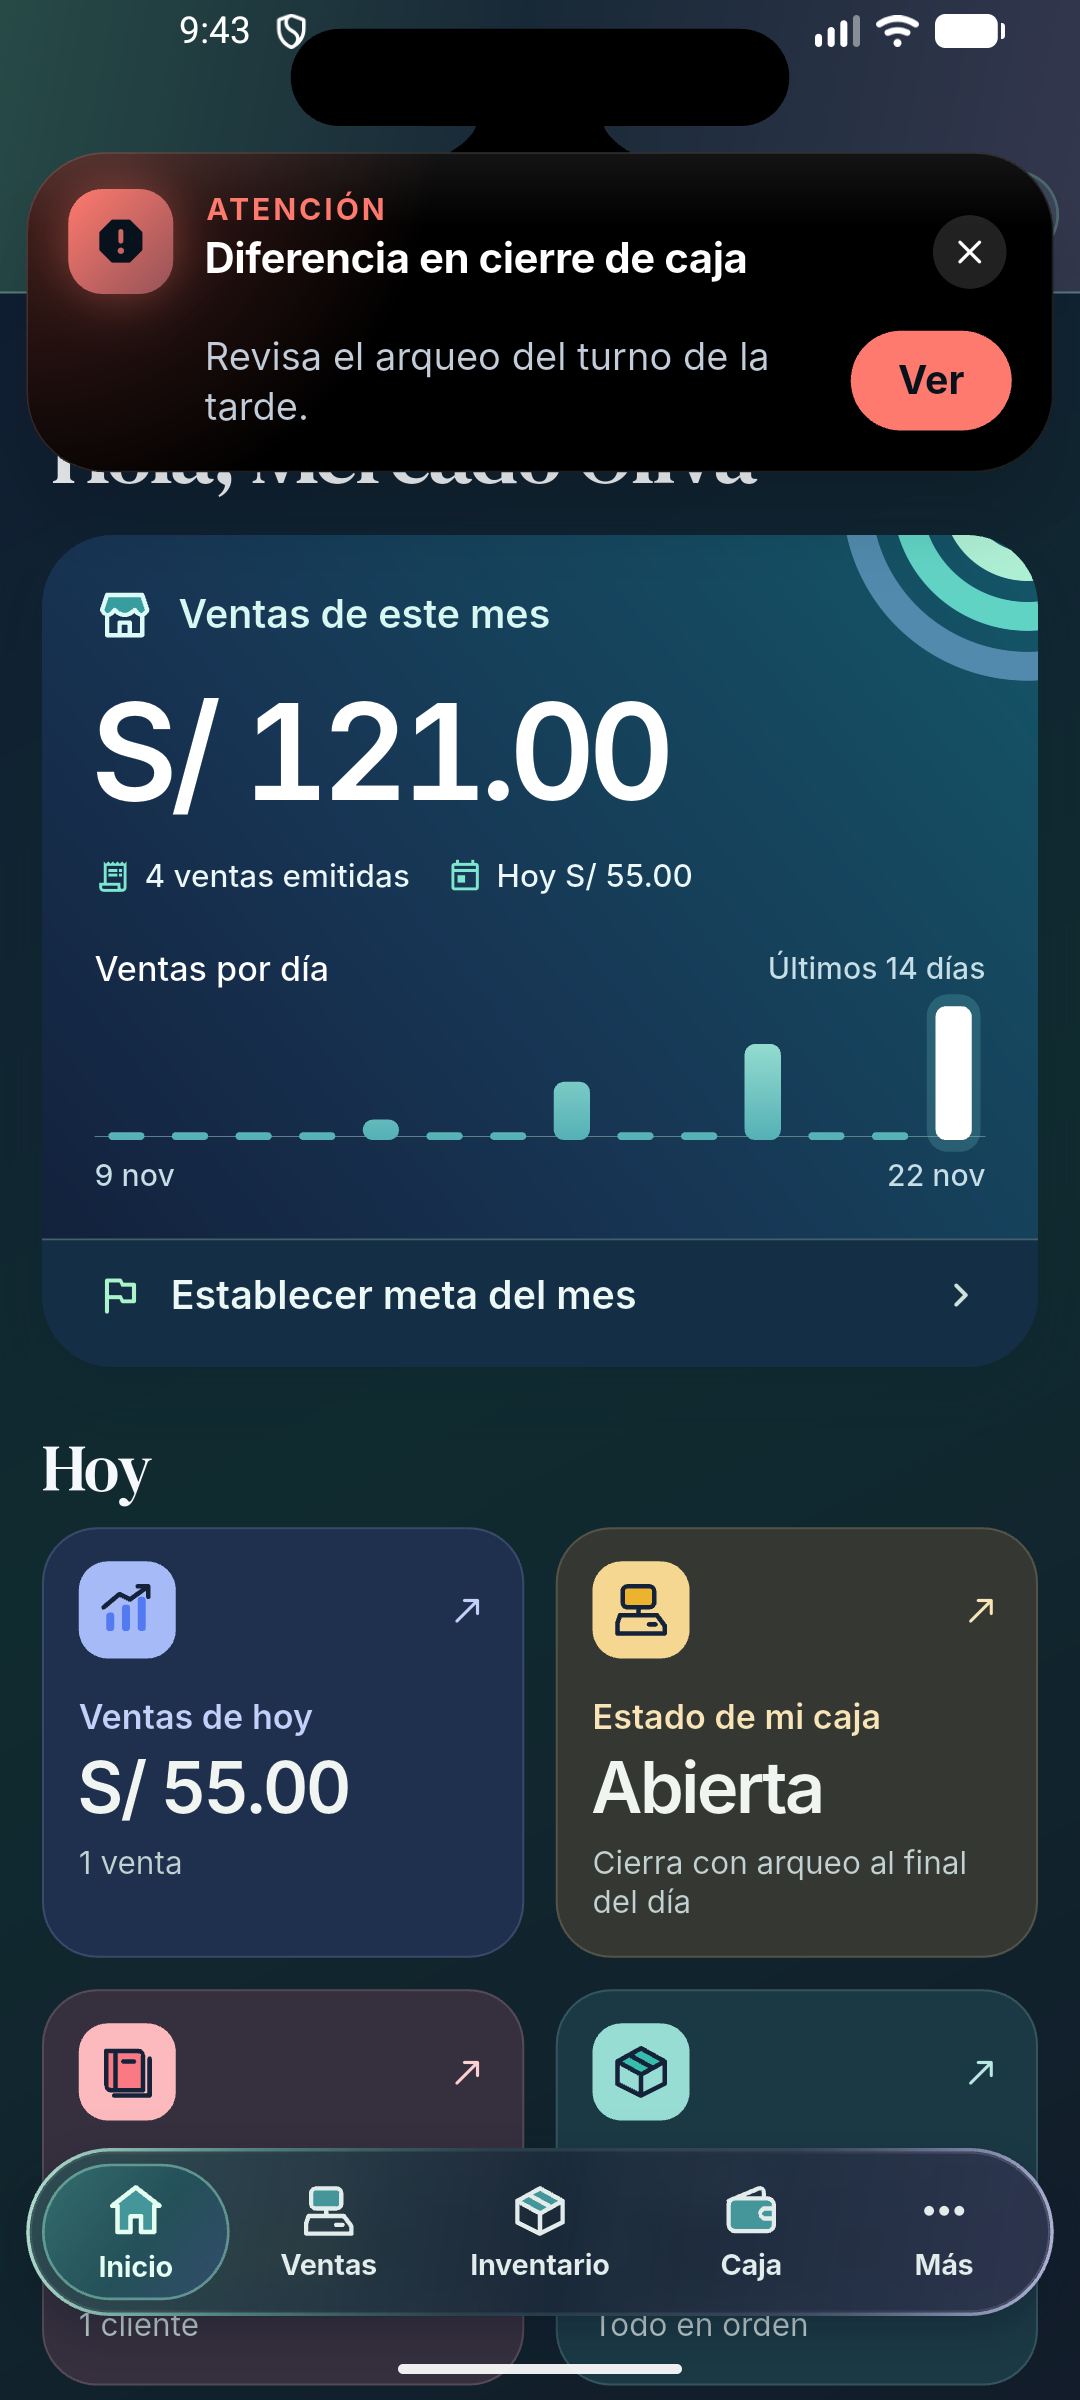 9:43
ATENCIÓN
Diferencia en cierre de caja
Revisa el arqueo del turno de la
tarde.
Ver
Hola, Mercado Oliva
Ventas de este mes
S/ 121.00
4 ventas emitidas
Hoy S/ 55.00
Ventas por día
Últimos 14 días
9 nov
22 nov
Establecer meta del mes
Hoy
Ventas de hoy
S/ 55.00
1 venta
Estado de mi caja
Abierta
Cierra con arqueo al final
del día
Inicio
Ventas
Inventario
Caja
Más
1 cliente
Todo en orden